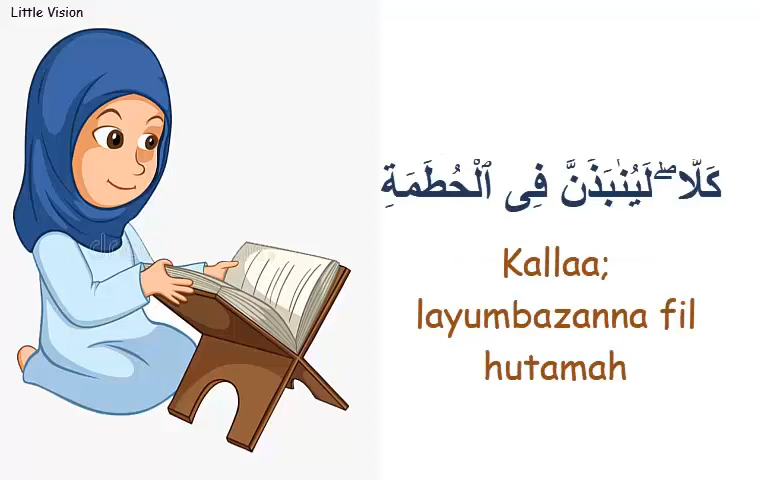 Little Vision
كَلَّا ۖ لَيُنۢبَذَنَّ فِى ٱلْحُطَمَةِ
Kallaa;
layumbazanna fil
hutamah